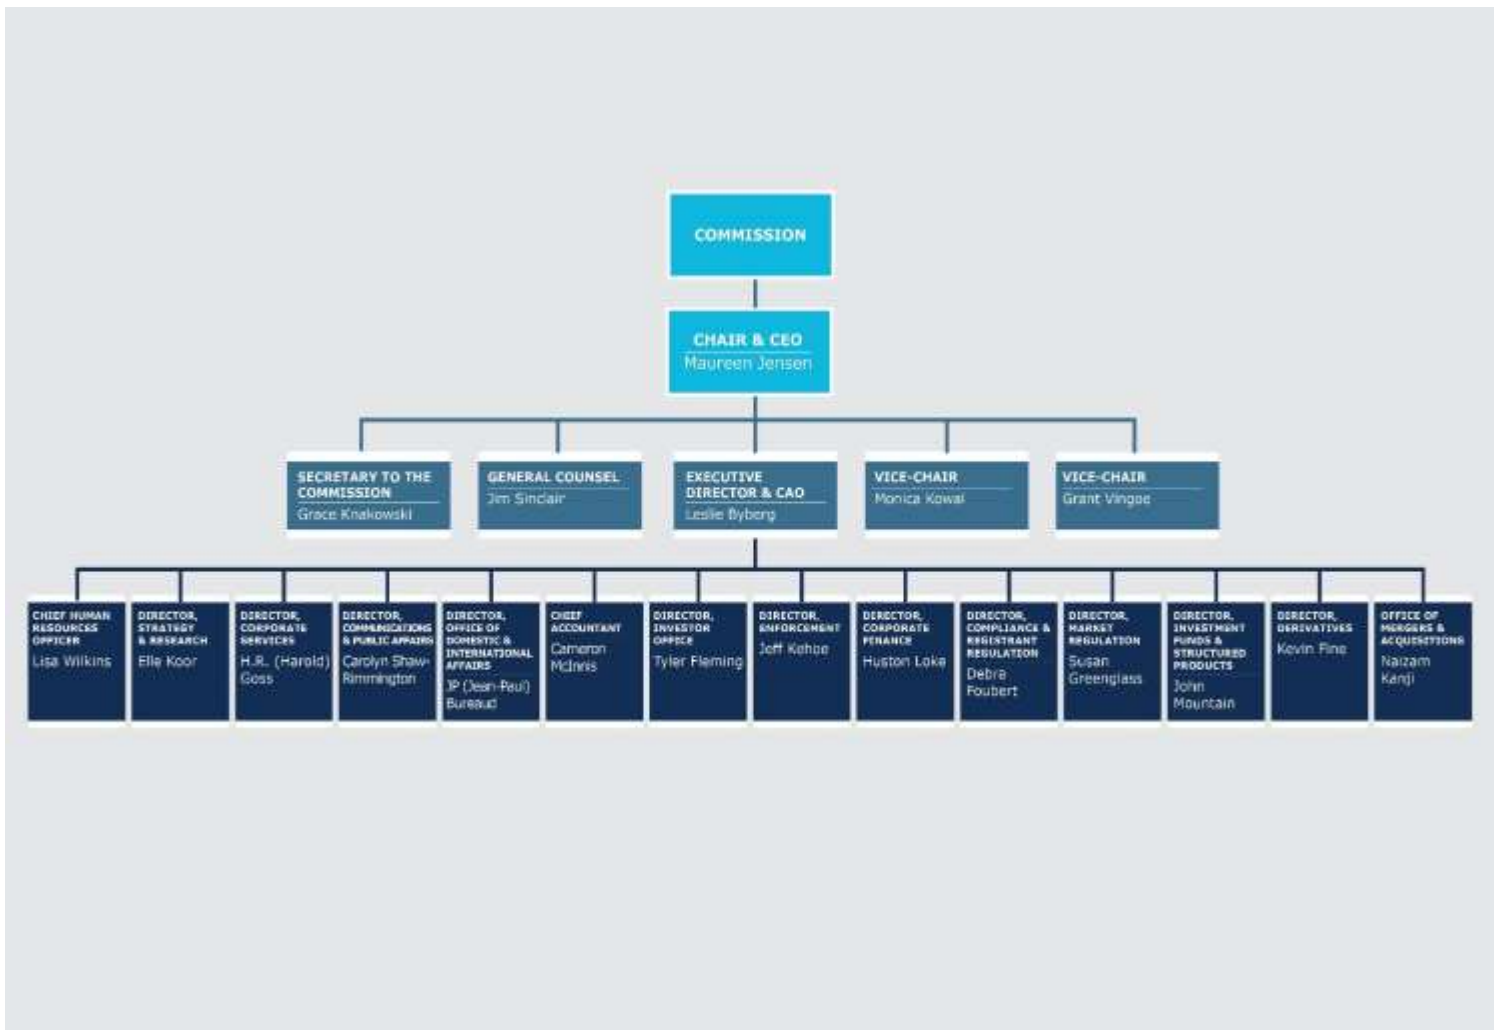 COMMISSION
CHAIR & CEO
Maureen Jensen
SECRETARY TO THE
COMMISSION
Grace Knakowski
GENERAL COUNSEL
Jim Sinclair
EXECUTIVE
DIRECTOR & CAO
Leslie Byberg
VICE-CHAIR
Monica Kowal
VICE-CHAIR
Grant Vingoe
CHIEF HUMAN
RESOURCES
OFFICER
Lisa Wilkins
DIRECTOR,
STRATEGY
& RESEARCH
Elle Koor
DIRECTOR,
CORPORATE
SERVICES
H.R. (Harold)
Goss
DIRECTOR,
COMMUNICATIONS
& PUBLIC AFFAIRS
Carolyn Shaw-
Rimmington
DIRECTOR,
OFFICE OF
DOMESTIC &
INTERNATIONAL
AFFAIRS
JP (Jean-Paul)
Bureaud
CHIEF
ACCOUNTANT
Cameron
McInnis
DIRECTOR,
INVESTOR
OFFICE
Tyler Fleming
DIRECTOR,
ENFORCEMENT
Jeff Kehoe
DIRECTOR,
CORPORATE
FINANCE
Huston Loke
DIRECTOR,
COMPLIANCE &
REGISTRANT
REGULATION
Debra
Foubert
DIRECTOR,
MARKET
REGULATION
Susan
Greenglass
DIRECTOR,
INVESTMENT
FUNDS &
STRUCTURED
PRODUCTS
John
Mountain
DIRECTOR,
DERIVATIVES
Kevin Fine
OFFICE OF
MERGERS &
ACQUISITIONS
Naizam
Kanji